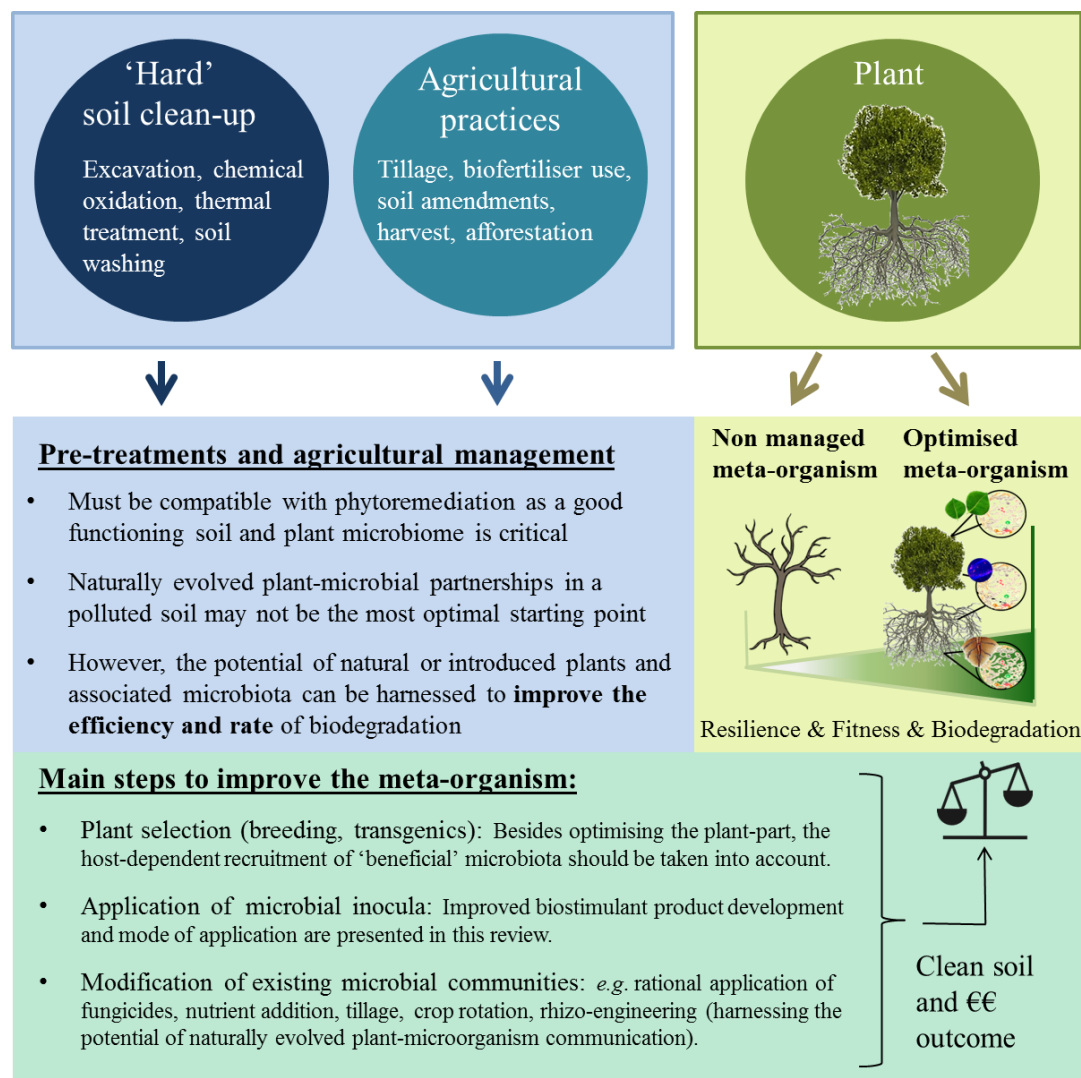 ‘Hard’
soil clean-up
Excavation, chemical
oxidation, thermal
treatment, soil
washing
Agricultural
practices
Tillage, biofertiliser use,
soil amendments,
harvest, afforestation
Plant
Pre-treatments and agricultural management
• Must be compatible with phytoremediation as a good
functioning soil and plant microbiome is critical
• Naturally evolved plant-microbial partnerships in a
polluted soil may not be the most optimal starting point
• However, the potential of natural or introduced plants and
associated microbiota can be harnessed to improve the
efficiency and rate of biodegradation
Non managed
meta-organism
Optimised
meta-organism
Resilience & Fitness & Biodegradation
Main steps to improve the meta-organism:
• Plant selection (breeding, transgenics): Besides optimising the plant-part, the
host-dependent recruitment of ‘beneficial’ microbiota should be taken into account.
• Application of microbial inocula: Improved biostimulant product development
and mode of application are presented in this review.
• Modification of existing microbial communities: e.g. rational application of
fungicides, nutrient addition, tillage, crop rotation, rhizo-engineering (harnessing the
potential of naturally evolved plant-microorganism communication).
Clean soil
and €€
outcome